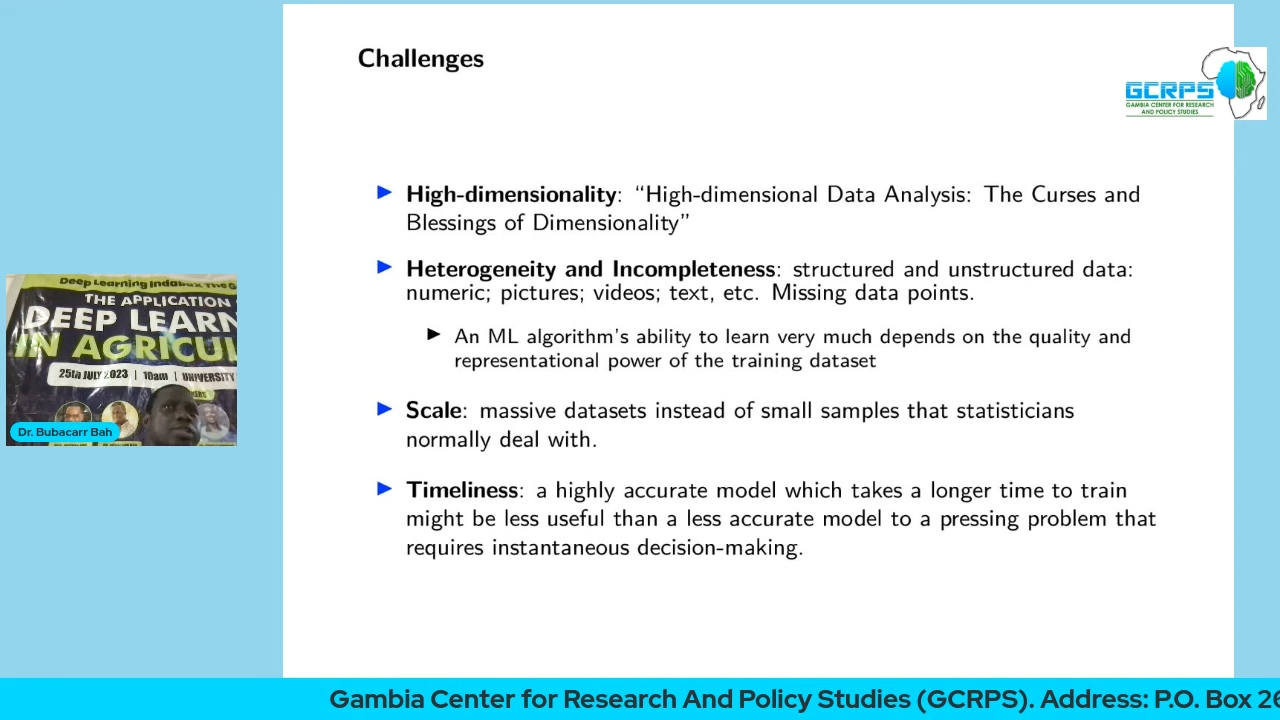 Challenges
GCRPS
GAMBIA CENTER FOR RESEARCH
AND POLICY STUDIES
► High-dimensionality: “High-dimensional Data Analysis: The Curses and
Blessings of Dimensionality”
► Heterogeneity and Incompleteness: structured and unstructured data:
numeric; pictures; videos; text, etc. Missing data points.
► An ML algorithm's ability to learn very much depends on the quality and
representational power of the training dataset
► Scale: massive datasets instead of small samples that statisticians
normally deal with.
► Timeliness: a highly accurate model which takes a longer time to train
might be less useful than a less accurate model to a pressing problem that
requires instantaneous decision-making.
Deep Learning Indaba
THE APPLICATION
DEEP LEARN
IN AGRICUL
25th JULY 2023 | 10am | UNIVERSITY
Dr. Bubacarr Bah
Gambia Center for Research And Policy Studies (GCRPS). Address: P.O. Box 26